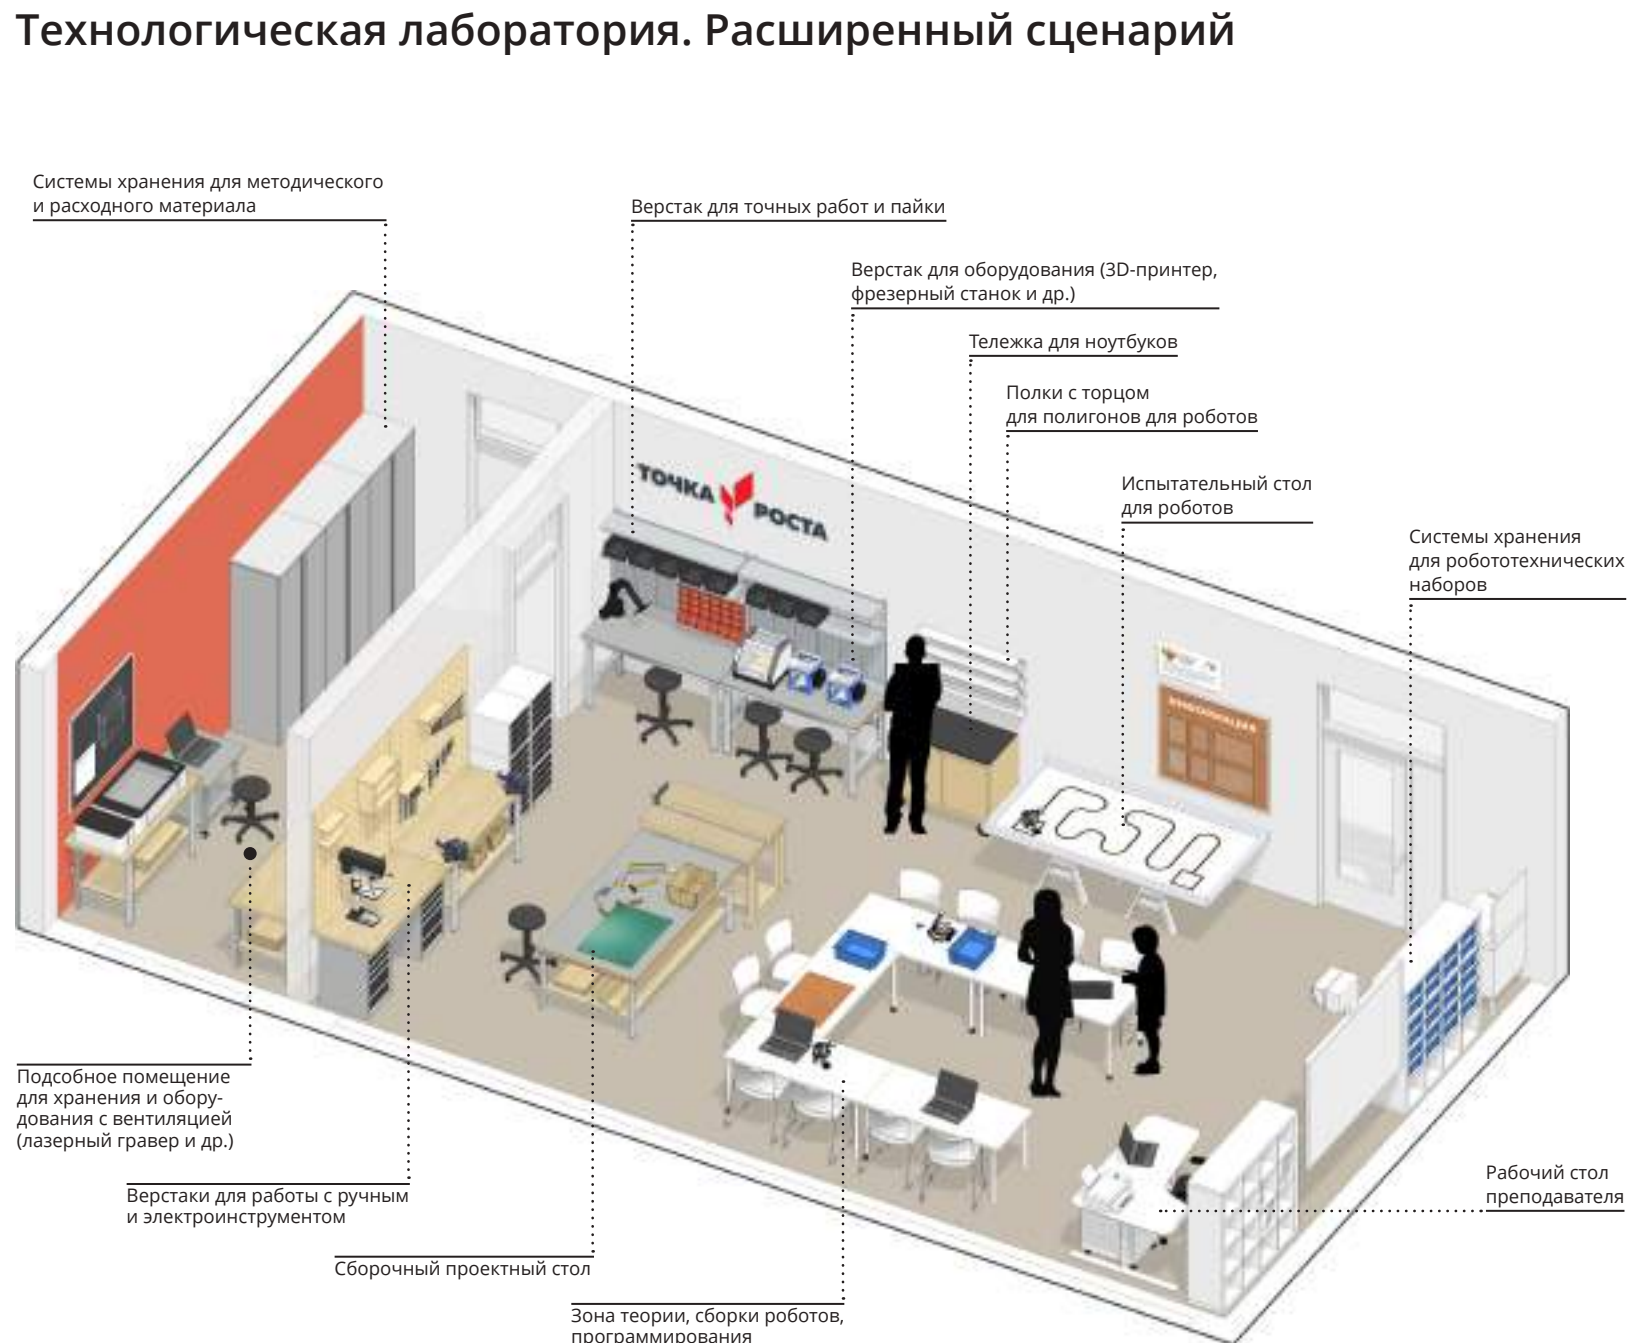 Технологическая лаборатория. Расширенный сценарий
Системы хранения для методического
и расходного материала
Верстак для точных работ и пайки
Верстак для оборудования (3D-принтер,
фрезерный станок и др.)
Тележка для ноутбуков
Полки с торцом
для полигонов для роботов
Испытательный стол
для роботов
Системы хранения
для робототехнических
наборов
ТОЧКА
РОСТА
ИНФОРМАЦИЯ
Подсобное помещение
для хранения и обору-
дования с вентиляцией
(лазерный гравер и др.)
Верстаки для работы с ручным
и электроинструментом
Сборочный проектный стол
Зона теории, сборки роботов,
программирования
Рабочий стол
преподавателя